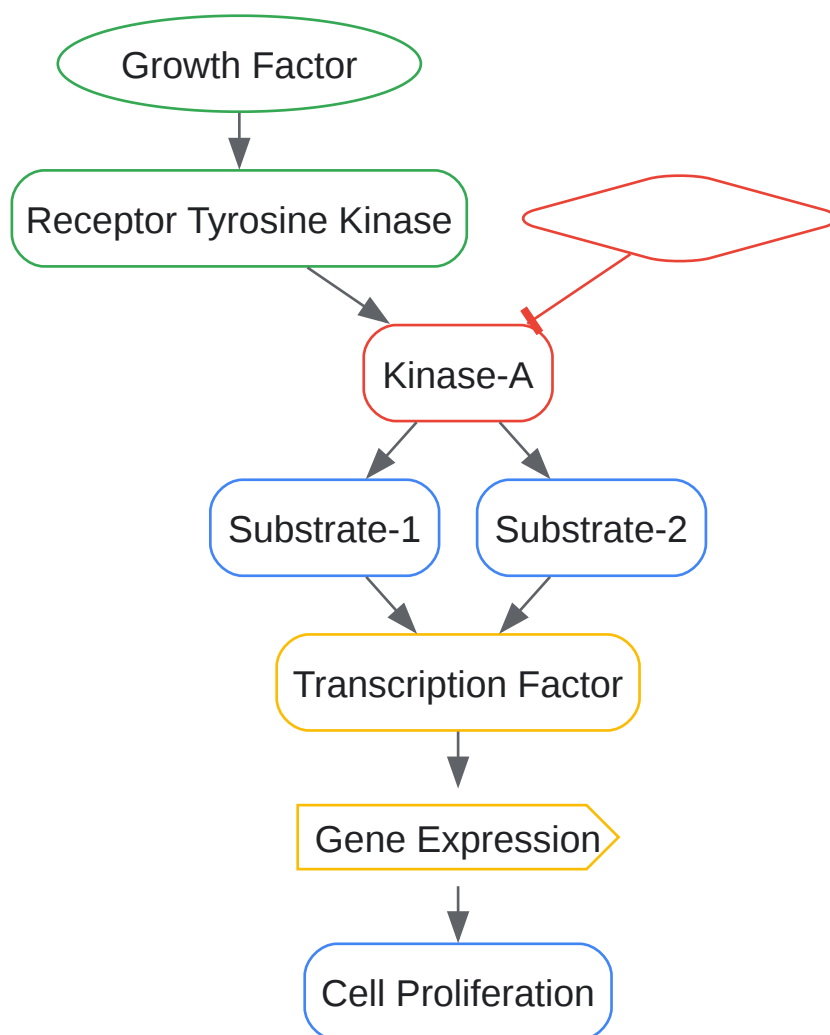 Growth Factor
Receptor Tyrosine Kinase
Kinase-A
Substrate-1
Substrate-2
Transcription Factor
Gene Expression
Cell Proliferation